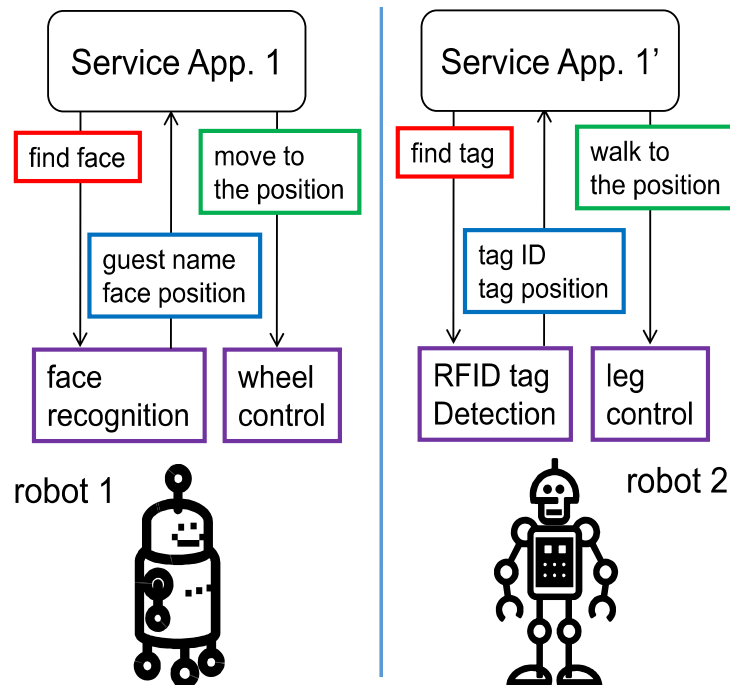 Service App. 1
find face
move to
the position
guest name
face position
face
recognition
wheel
control
robot 1
Service App. 1’
find tag
walk to
the position
tag ID
tag position
RFID tag
Detection
leg
control
robot 2